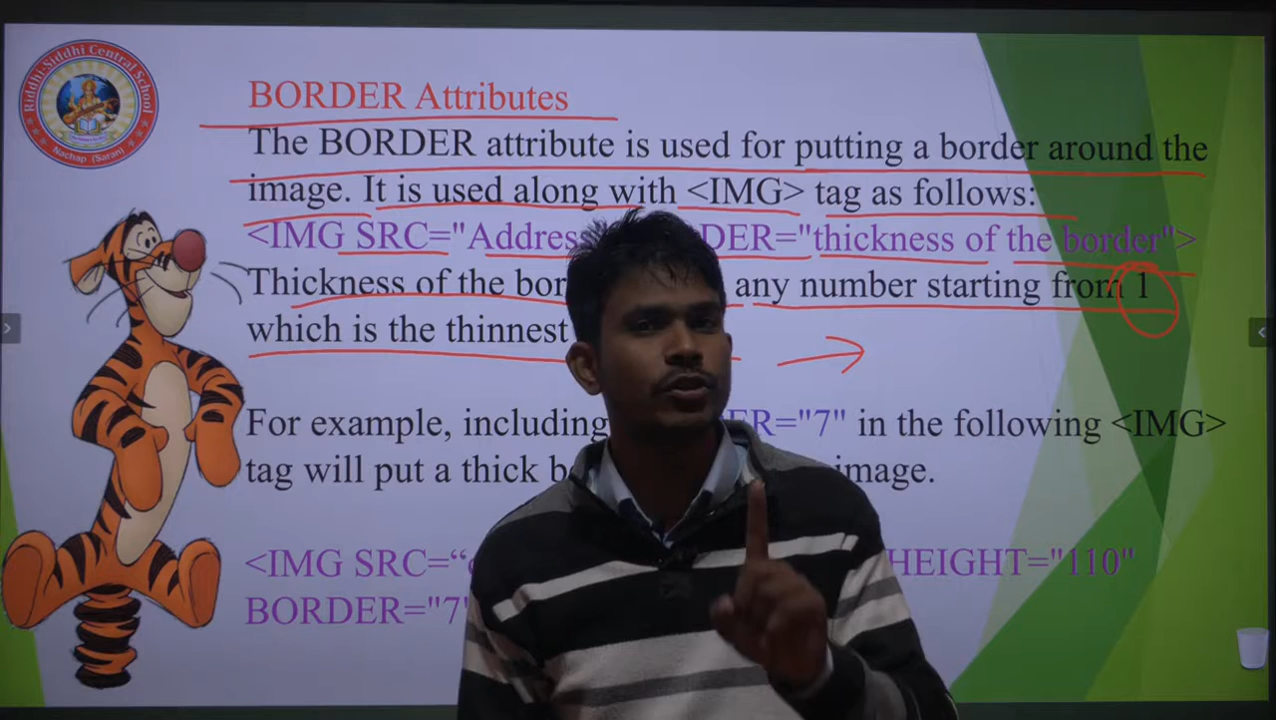 Riddhi-Siddhi Central School
Nachap (Saran)
BORDER Attributes
The BORDER attribute is used for putting a border around the
image. It is used along with <IMG> tag as follows:
<IMG SRC="Address DER="thickness of the border">
Thickness of the bor any number starting from 1
which is the thinnest
For example, including ER="7" in the following <IMG>
tag will put a thick b image.
<IMG SRC=“ HEIGHT="110"
BORDER="7"